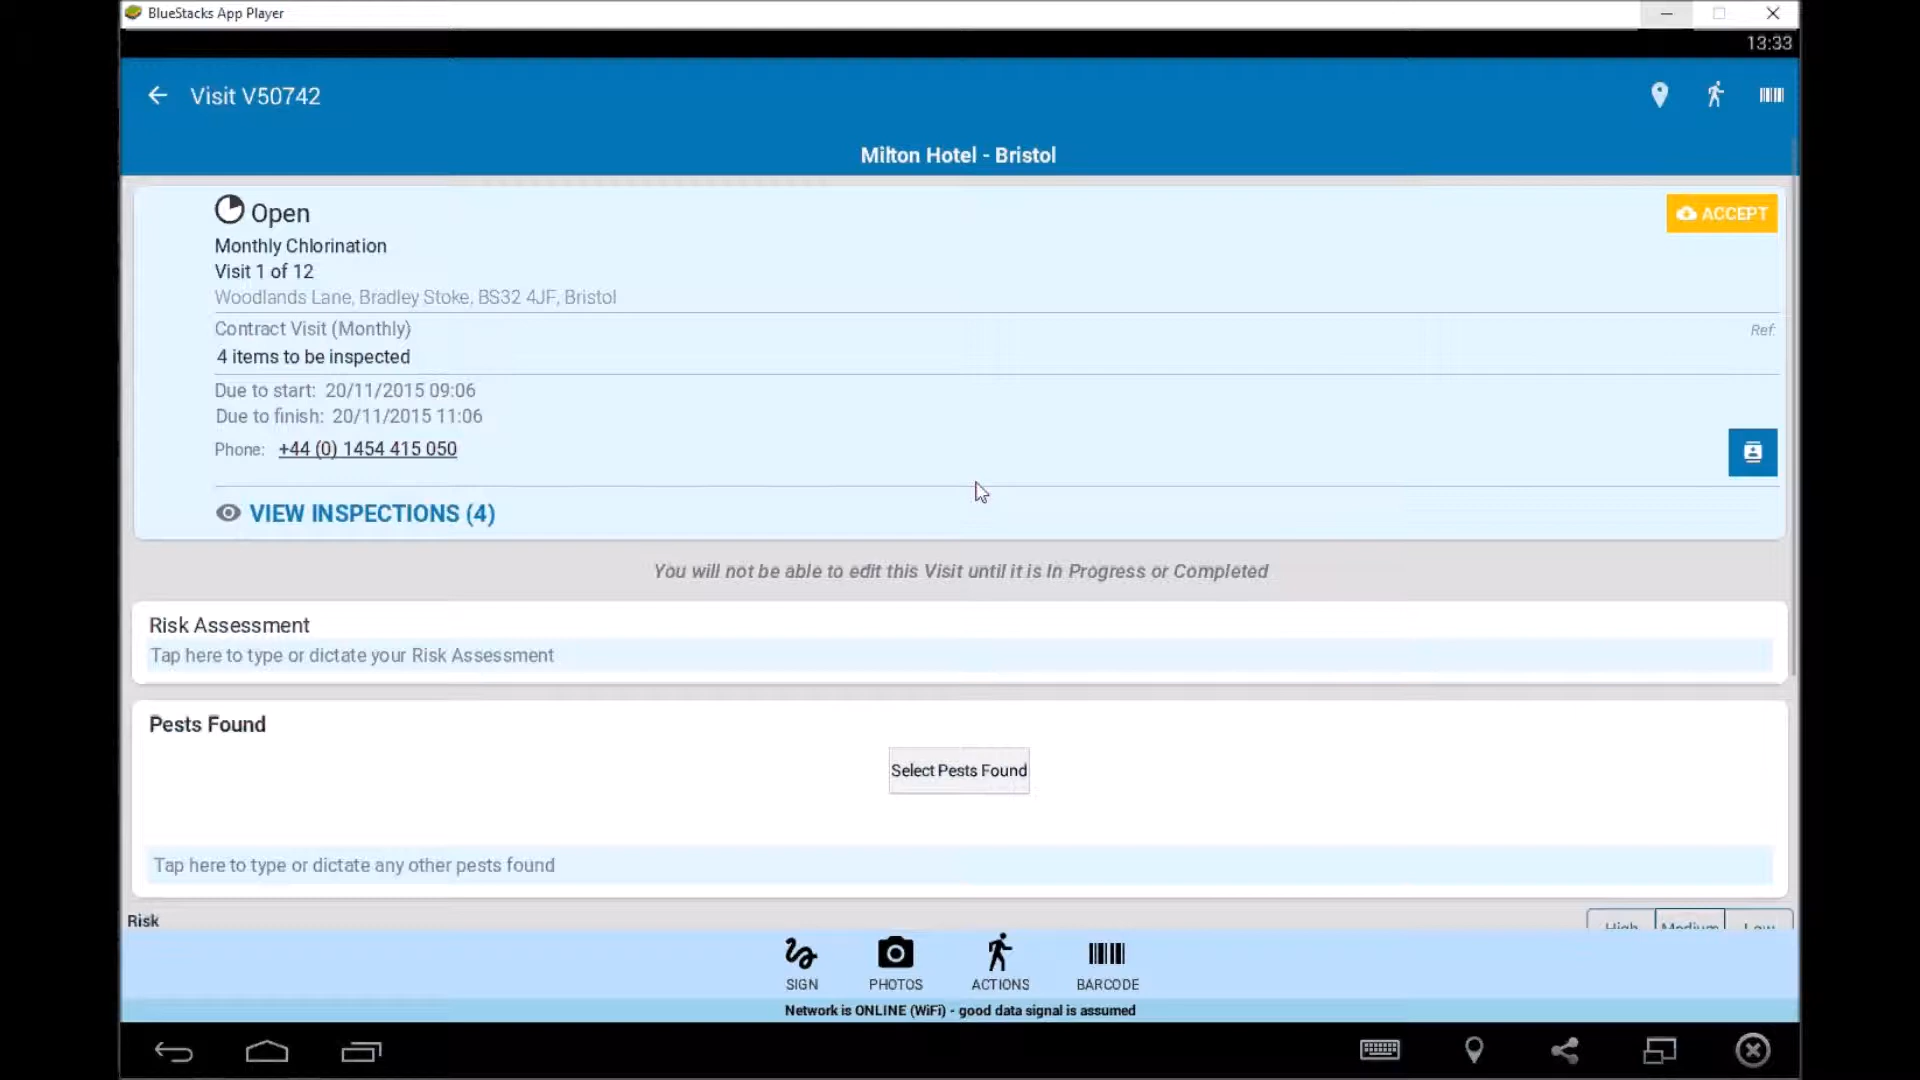 BlueStacks App Player
13:33
Visit V50742
Milton Hotel - Bristol
Open
ACCEPT
Monthly Chlorination
Visit 1 of 12
Woodlands Lane, Bradley Stoke, BS32 4JF, Bristol
Contract Visit (Monthly)
Ref:
4 items to be inspected
Due to start: 20/11/2015 09:06
Due to finish: 20/11/2015 11:06
Phone: +44 (0) 1454 415 050
VIEW INSPECTIONS (4)
You will not be able to edit this Visit until it is In Progress or Completed
Risk Assessment
Tap here to type or dictate your Risk Assessment
Pests Found
Select Pests Found
Tap here to type or dictate any other pests found
Risk
High Medium Low
SIGN PHOTOS ACTIONS BARCODE
Network is ONLINE (WiFi) - good data signal is assumed